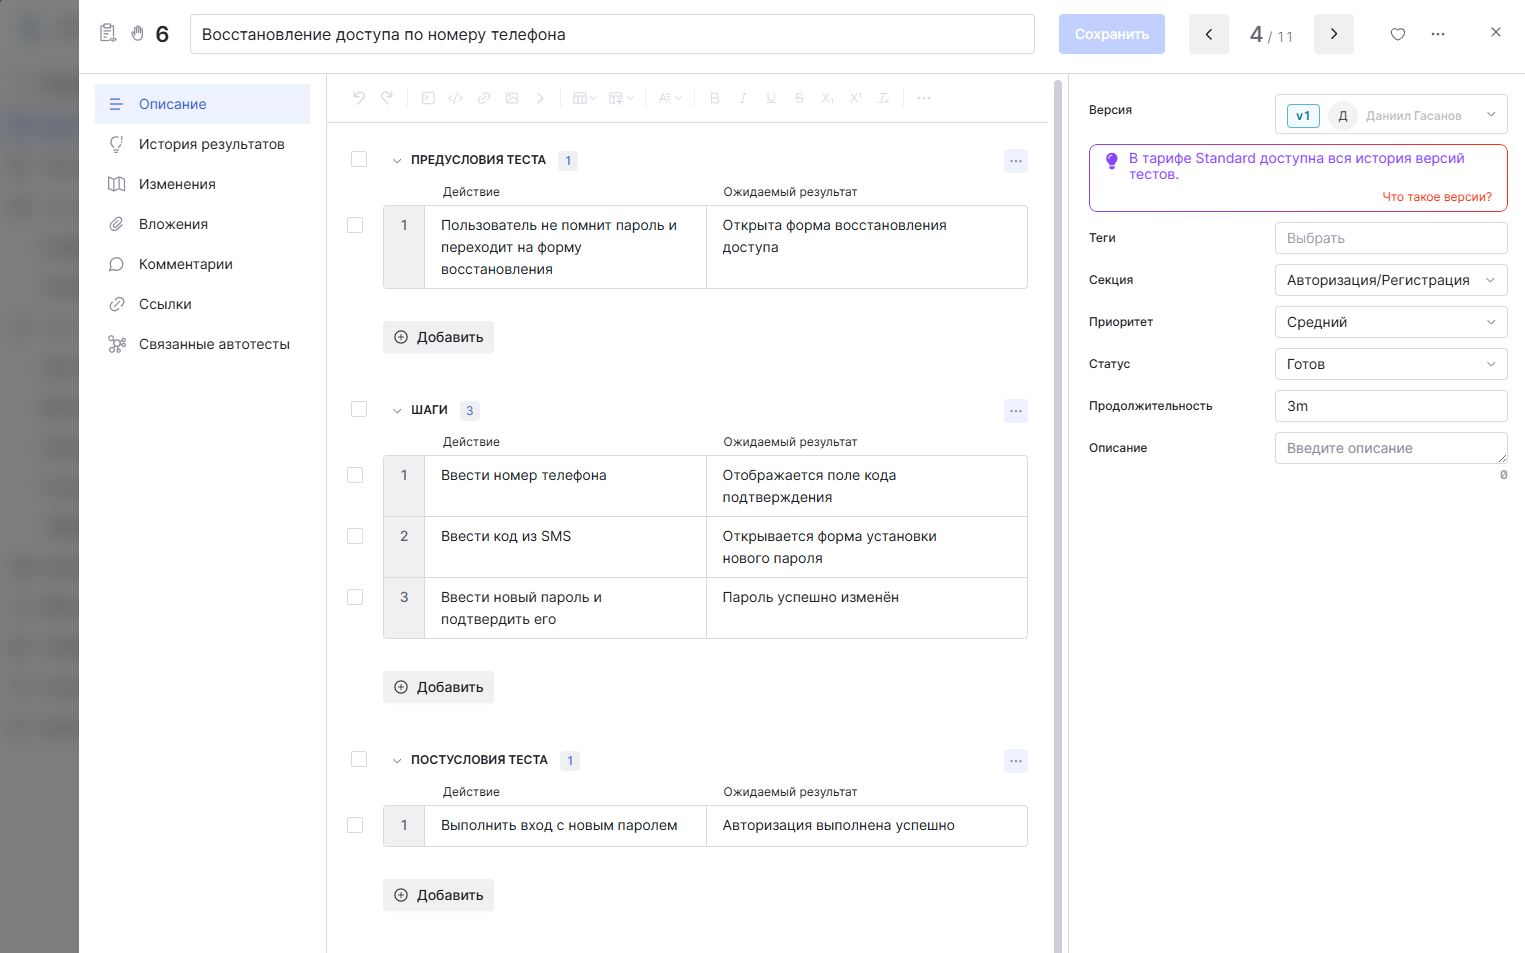 6
Восстановление доступа по номеру телефона
Сохранить
4 / 11
Описание
История результатов
Изменения
Вложения
Комментарии
Ссылки
Связанные автотесты
ПРЕДУСЛОВИЯ ТЕСТА 1
Действие
Ожидаемый результат
1
Пользователь не помнит пароль и
переходит на форму
восстановления
Открыта форма восстановления
доступа
Добавить
ШАГИ 3
Действие
Ожидаемый результат
1
Ввести номер телефона
Отображается поле кода
подтверждения
2
Ввести код из SMS
Открывается форма установки
нового пароля
3
Ввести новый пароль и
подтвердить его
Пароль успешно изменён
Добавить
ПОСТУСЛОВИЯ ТЕСТА 1
Действие
Ожидаемый результат
1
Выполнить вход с новым паролем
Авторизация выполнена успешно
Добавить
Версия
v1 Д Даниил Гасанов
В тарифе Standard доступна вся история версий
тестов.
Что такое версии?
Теги
Выбрать
Секция
Авторизация/Регистрация
Приоритет
Средний
Статус
Готов
Продолжительность
3m
Описание
Введите описание
0